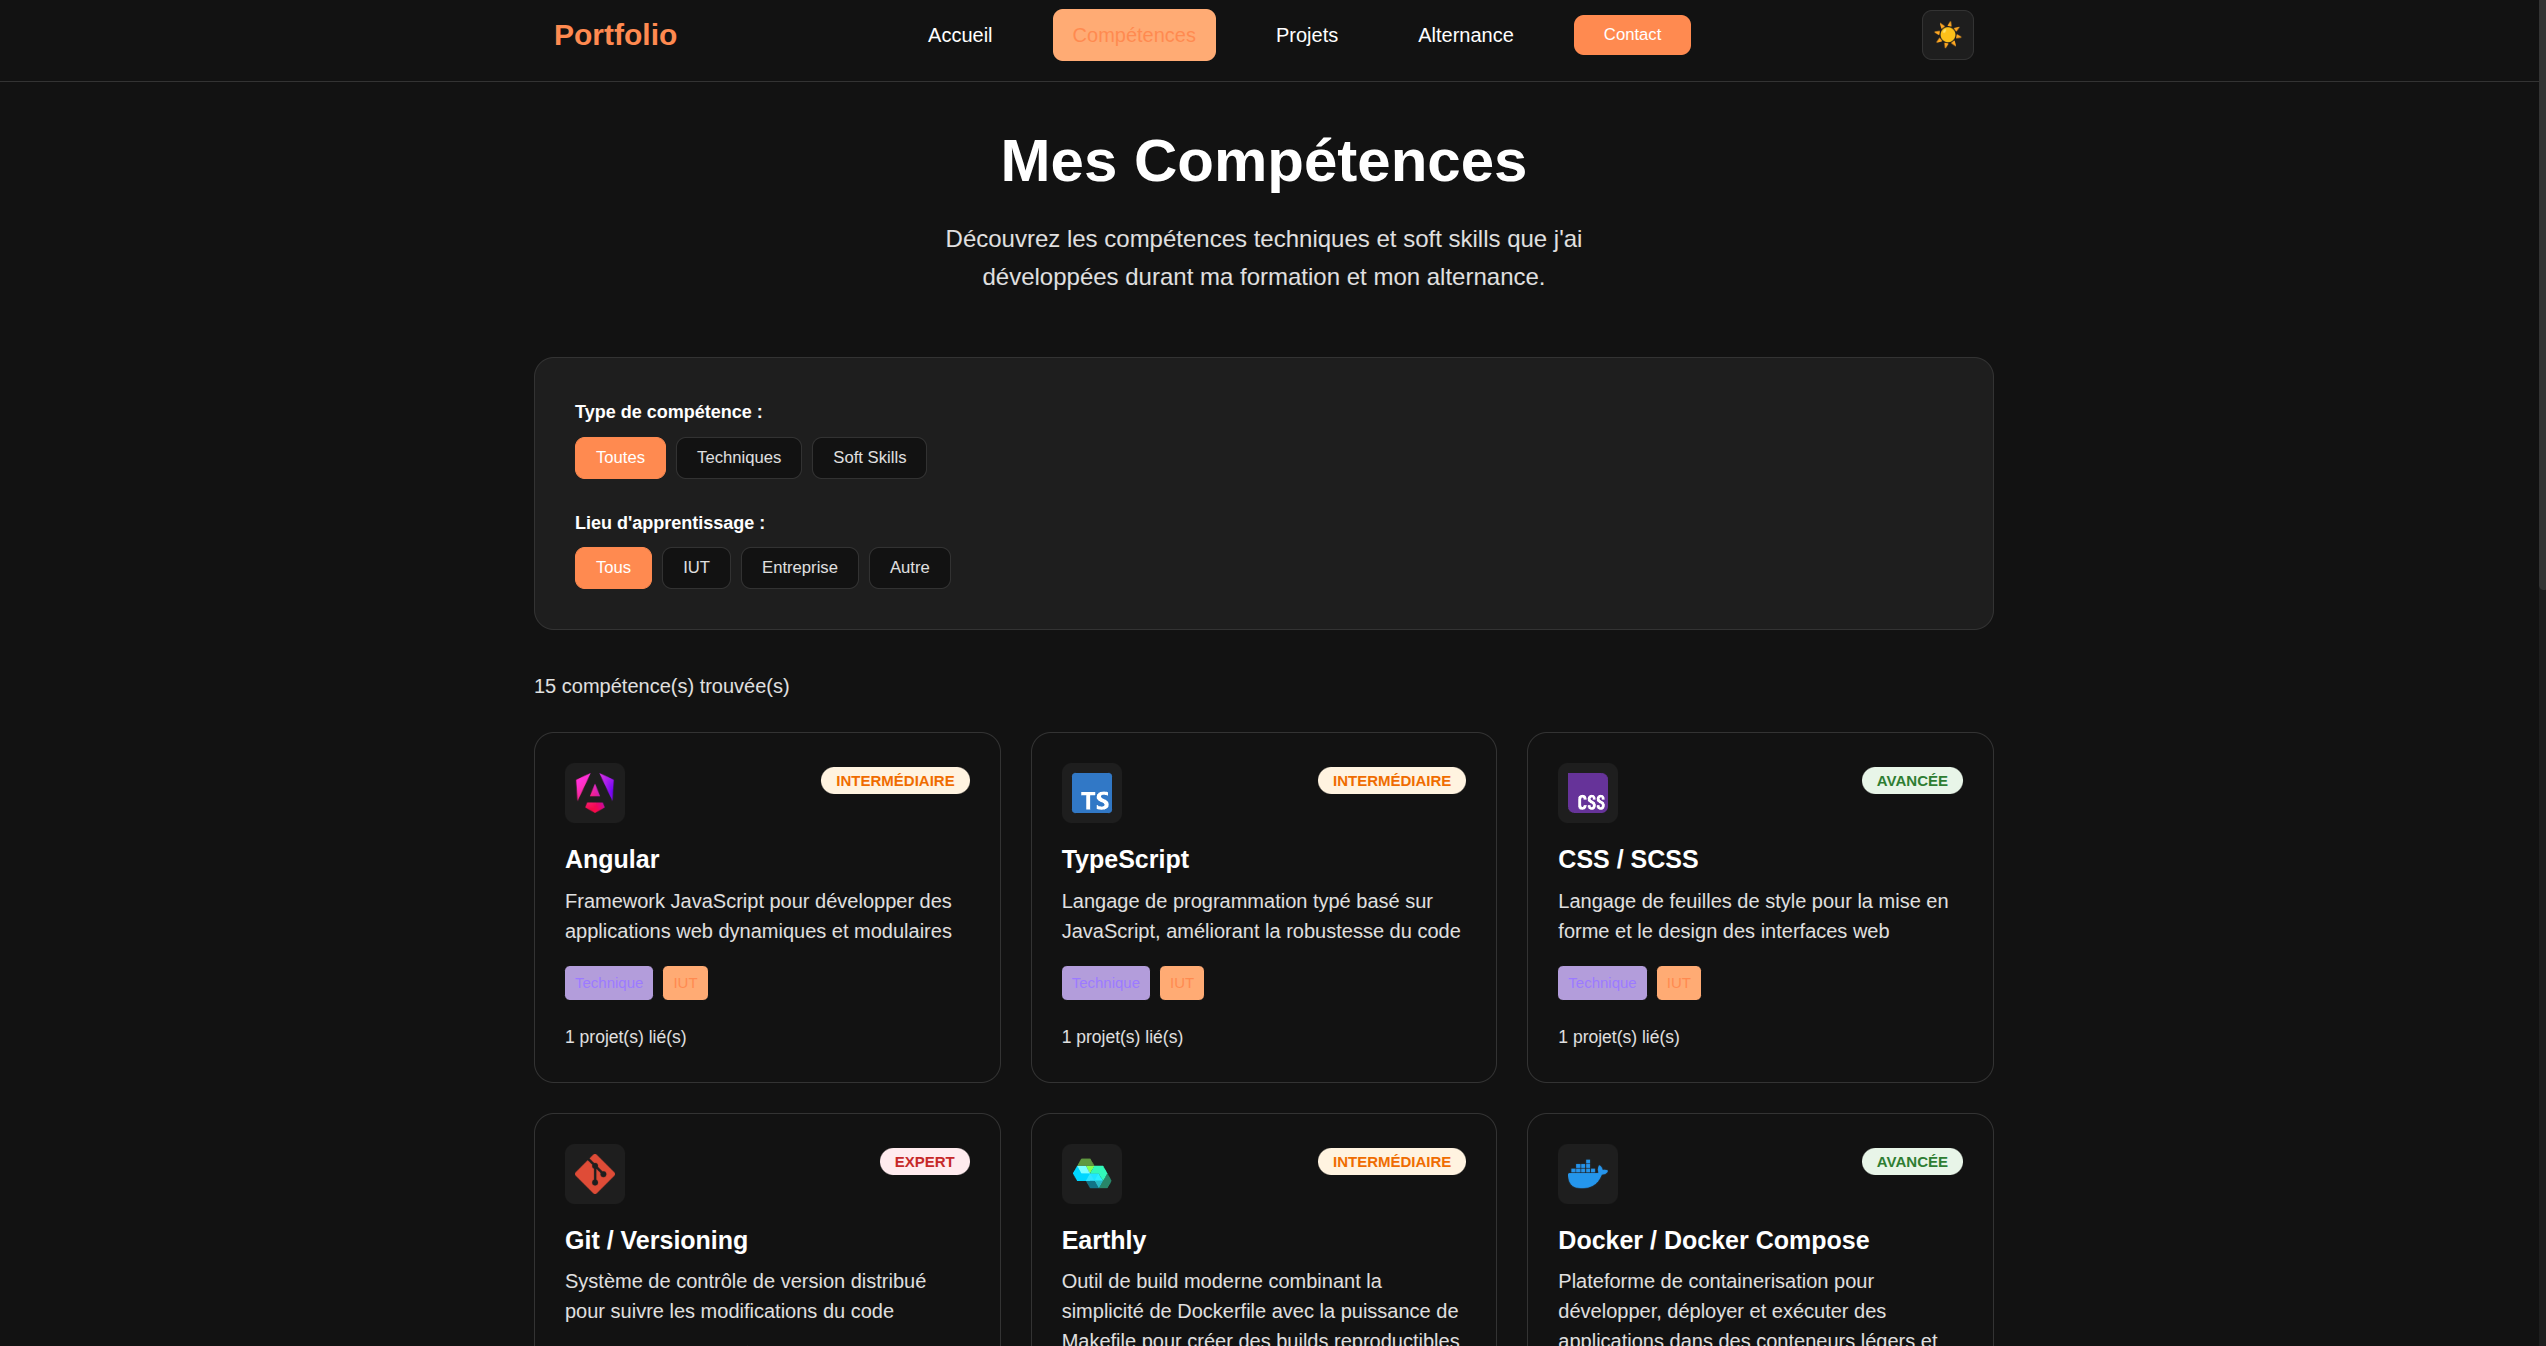 Portfolio
Accueil
Compétences
Projets
Alternance
Contact
Mes Compétences
Découvrez les compétences techniques et soft skills que j'ai
développées durant ma formation et mon alternance.
Type de compétence :
Toutes
Techniques
Soft Skills
Lieu d'apprentissage :
Tous
IUT
Entreprise
Autre
15 compétence(s) trouvée(s)
INTERMÉDIAIRE
Angular
Framework JavaScript pour développer des
applications web dynamiques et modulaires
Technique
IUT
1 projet(s) lié(s)
TS
INTERMÉDIAIRE
TypeScript
Langage de programmation typé basé sur
JavaScript, améliorant la robustesse du code
Technique
IUT
1 projet(s) lié(s)
CSS
AVANCÉE
CSS / SCSS
Langage de feuilles de style pour la mise en
forme et le design des interfaces web
Technique
IUT
1 projet(s) lié(s)
EXPERT
Git / Versioning
Système de contrôle de version distribué
pour suivre les modifications du code
INTERMÉDIAIRE
Earthly
Outil de build moderne combinant la
simplicité de Dockerfile avec la puissance de
Makefile pour créer des builds reproductibles
AVANCÉE
Docker / Docker Compose
Plateforme de containerisation pour
développer, déployer et exécuter des
applications dans des conteneurs légers et